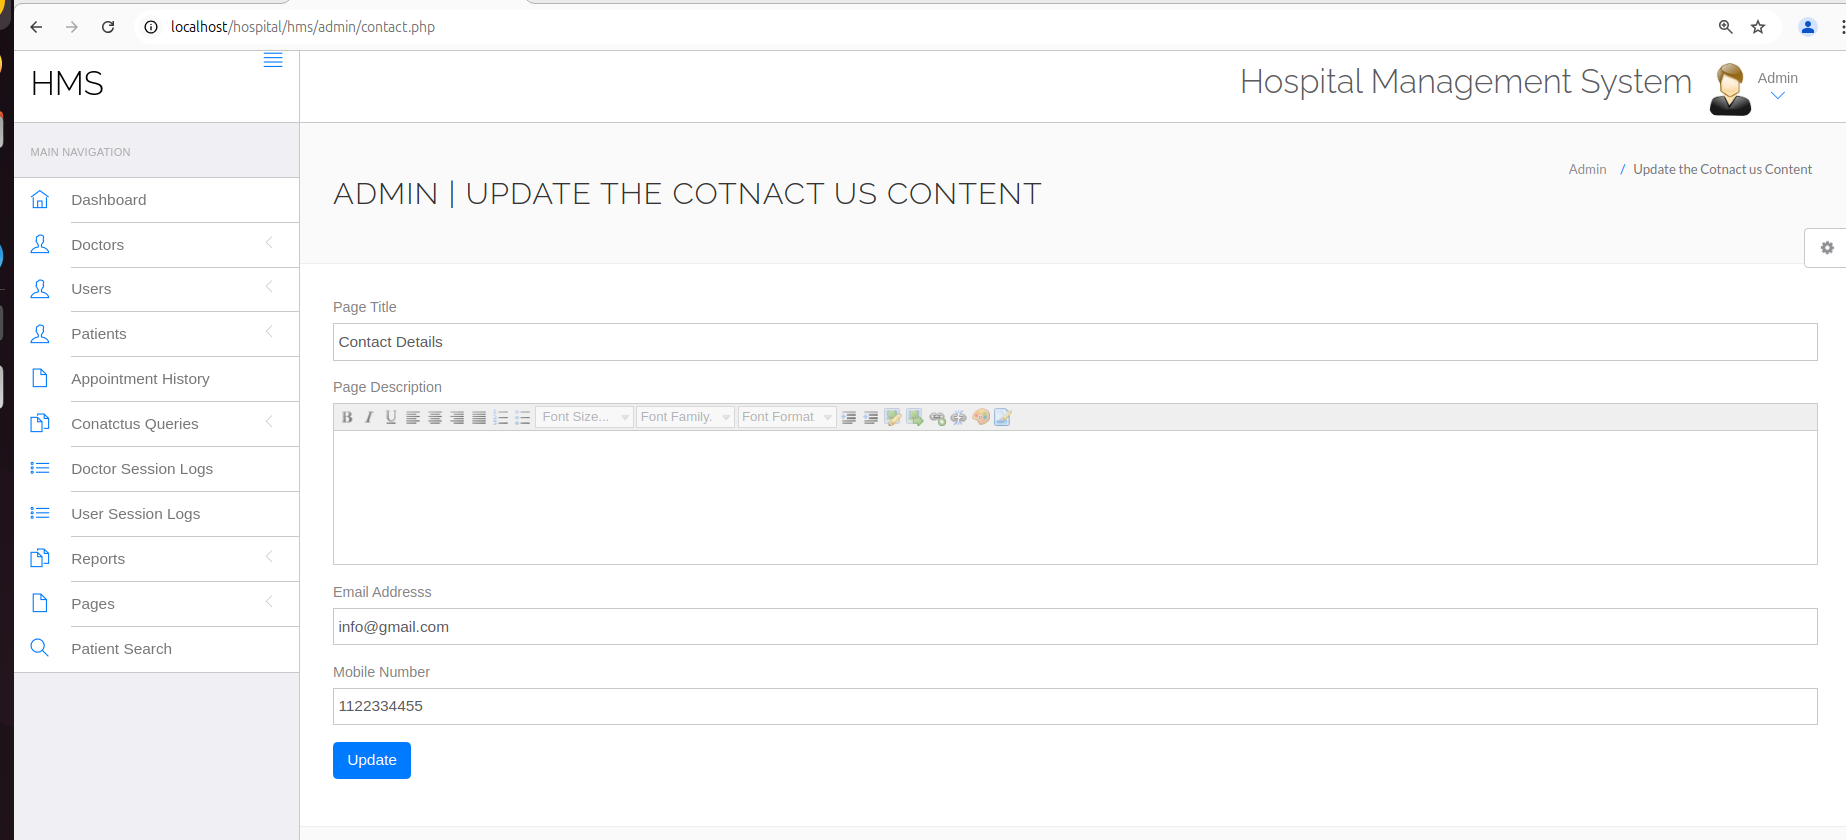 localhost/hospital/hms/admin/contact.php
HMS
Hospital Management System
Admin
MAIN NAVIGATION
Dashboard
Doctors
Users
Patients
Appointment History
Conatctus Queries
Doctor Session Logs
User Session Logs
Reports
Pages
Patient Search
Admin / Update the Cotnact us Content
ADMIN | UPDATE THE COTNACT US CONTENT
Page Title
Contact Details
Page Description
B I U Font Size... Font Family. Font Format
Email Addresss
info@gmail.com
Mobile Number
1122334455
Update